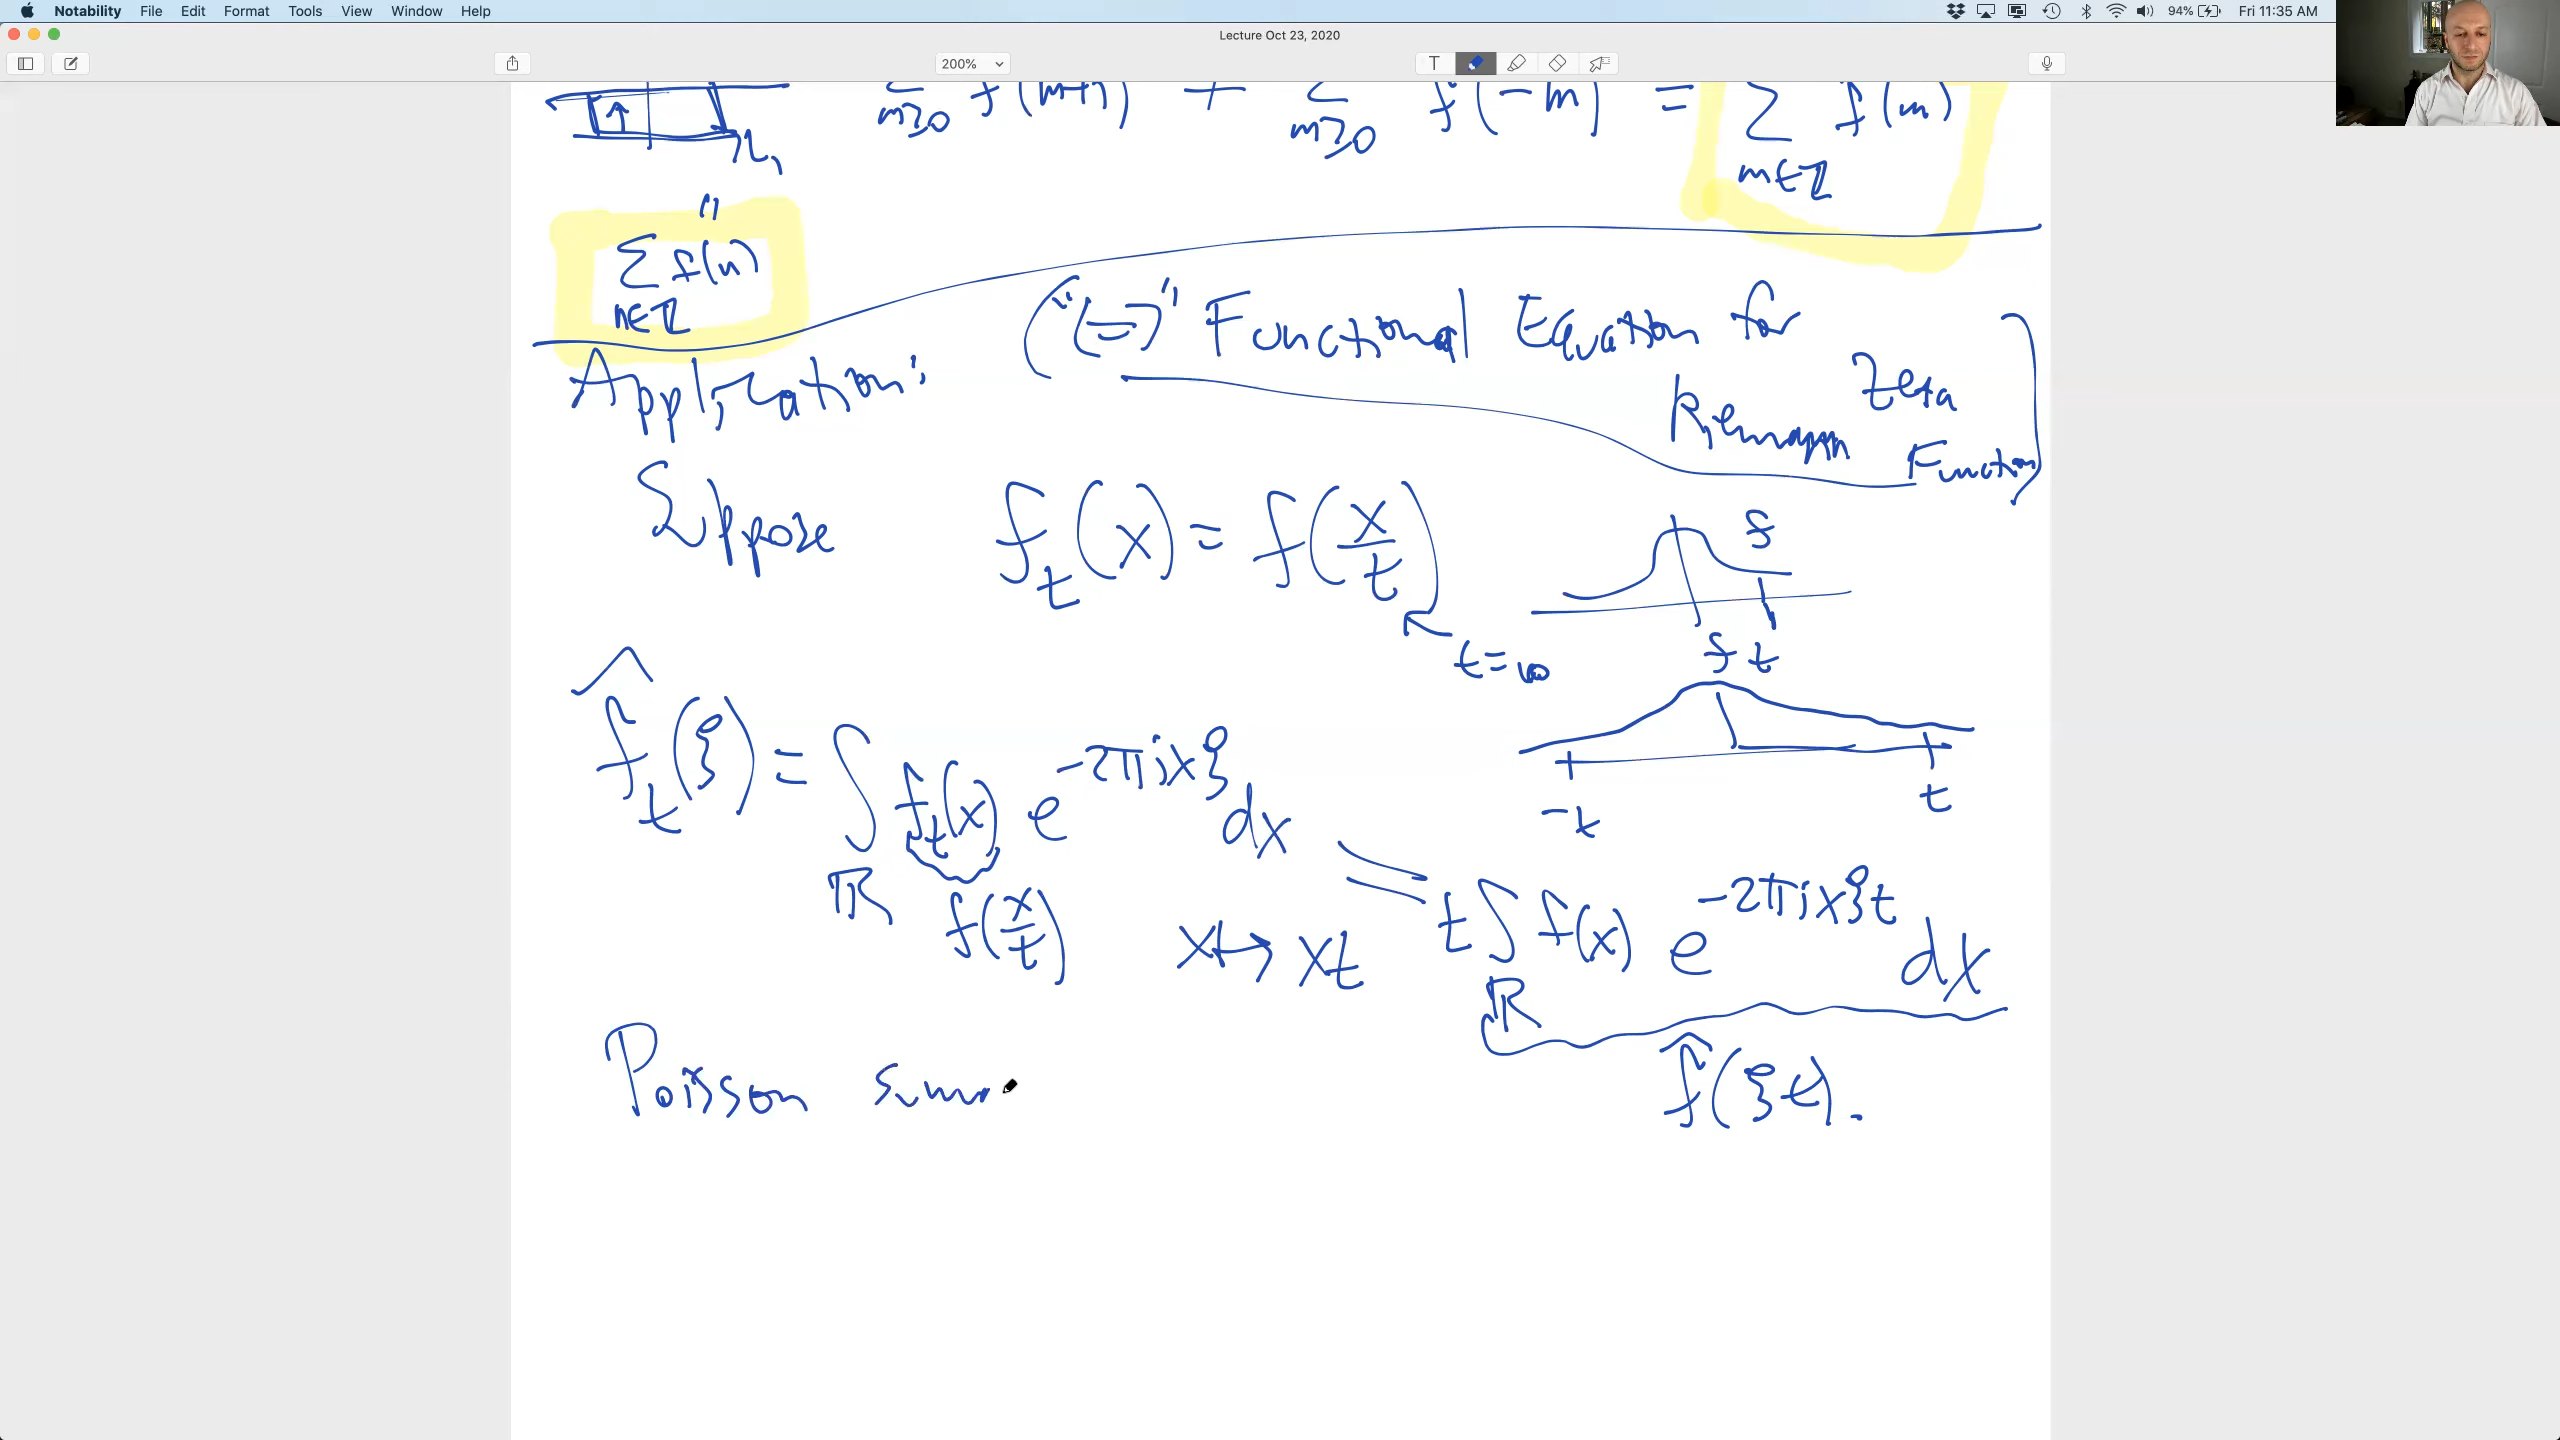 Notability File Edit Format Tools View Window Help 94% Fri 11:35 AM
Lecture Oct 23, 2020
200% T
Σ f(m+1) + Σ f̂(-m) = Σ f̂(m)
m≥0 m≥0 m∈ℤ
"
Σ f(n)
n∈ℤ
("(=)" Functional Equation for
Riemann Zeta
Function)
Application:
Suppose f_t(x) = f(x/t)
f
t=∞
f_t
f̂_t(ξ) = ∫_ℝ f_t(x) e^{-2πixξ} dx
-t t
f(x/t) x↦xt
= t ∫_ℝ f(x) e^{-2πixξt} dx
f̂(ξt).
Poisson summ